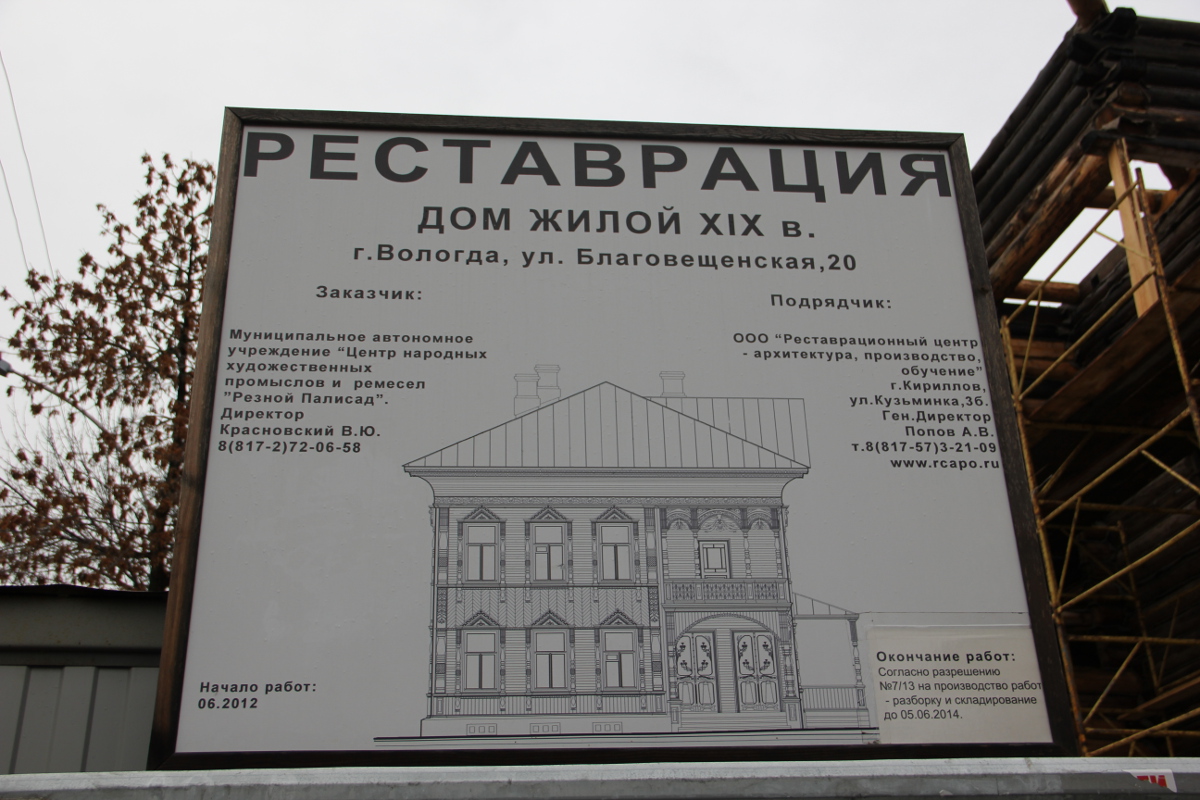 РЕСТАВРАЦИЯ
ДОМ ЖИЛОЙ XIX в.
г.Вологда, ул. Благовещенская,20
Заказчик:
Муниципальное автономное
учреждение "Центр народных
художественных
промыслов и ремесел
"Резной Палисад".
Директор
Красновский В.Ю.
8(817-2)72-06-58
Подрядчик:
ООО "Реставрационный центр
- архитектура, производство,
обучение"
г.Кириллов,
ул.Кузьминка,3б.
Ген.Директор
Попов А.В.
т.8(817-57)3-21-09
www.rcapo.ru
Начало работ:
06.2012
Окончание работ:
Согласно разрешению
№7/13 на производство работ
- разборку и складирование
до 05.06.2014.